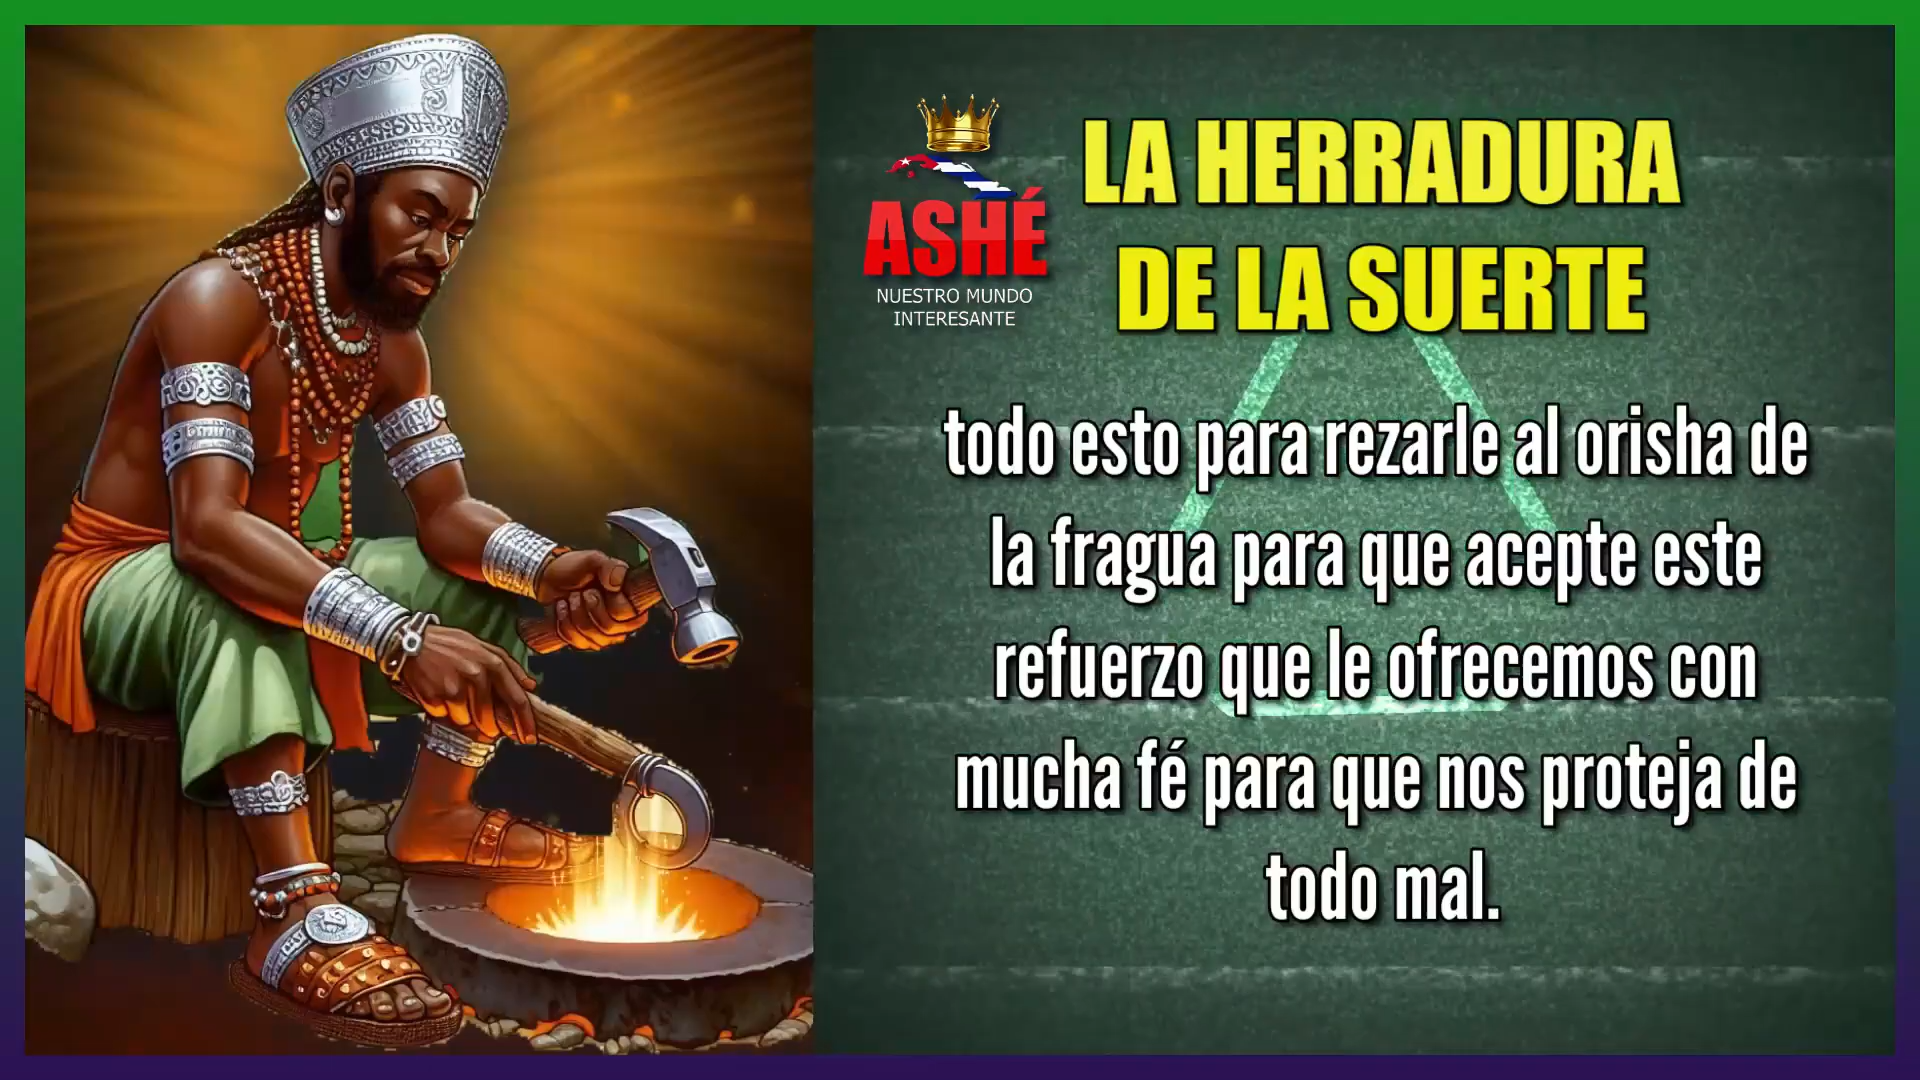 ASHÉ
NUESTRO MUNDO
INTERESANTE
LA HERRADURA
DE LA SUERTE
todo esto para rezarle al orisha de
la fragua para que acepte este
refuerzo que le ofrecemos con
mucha fé para que nos proteja de
todo mal.